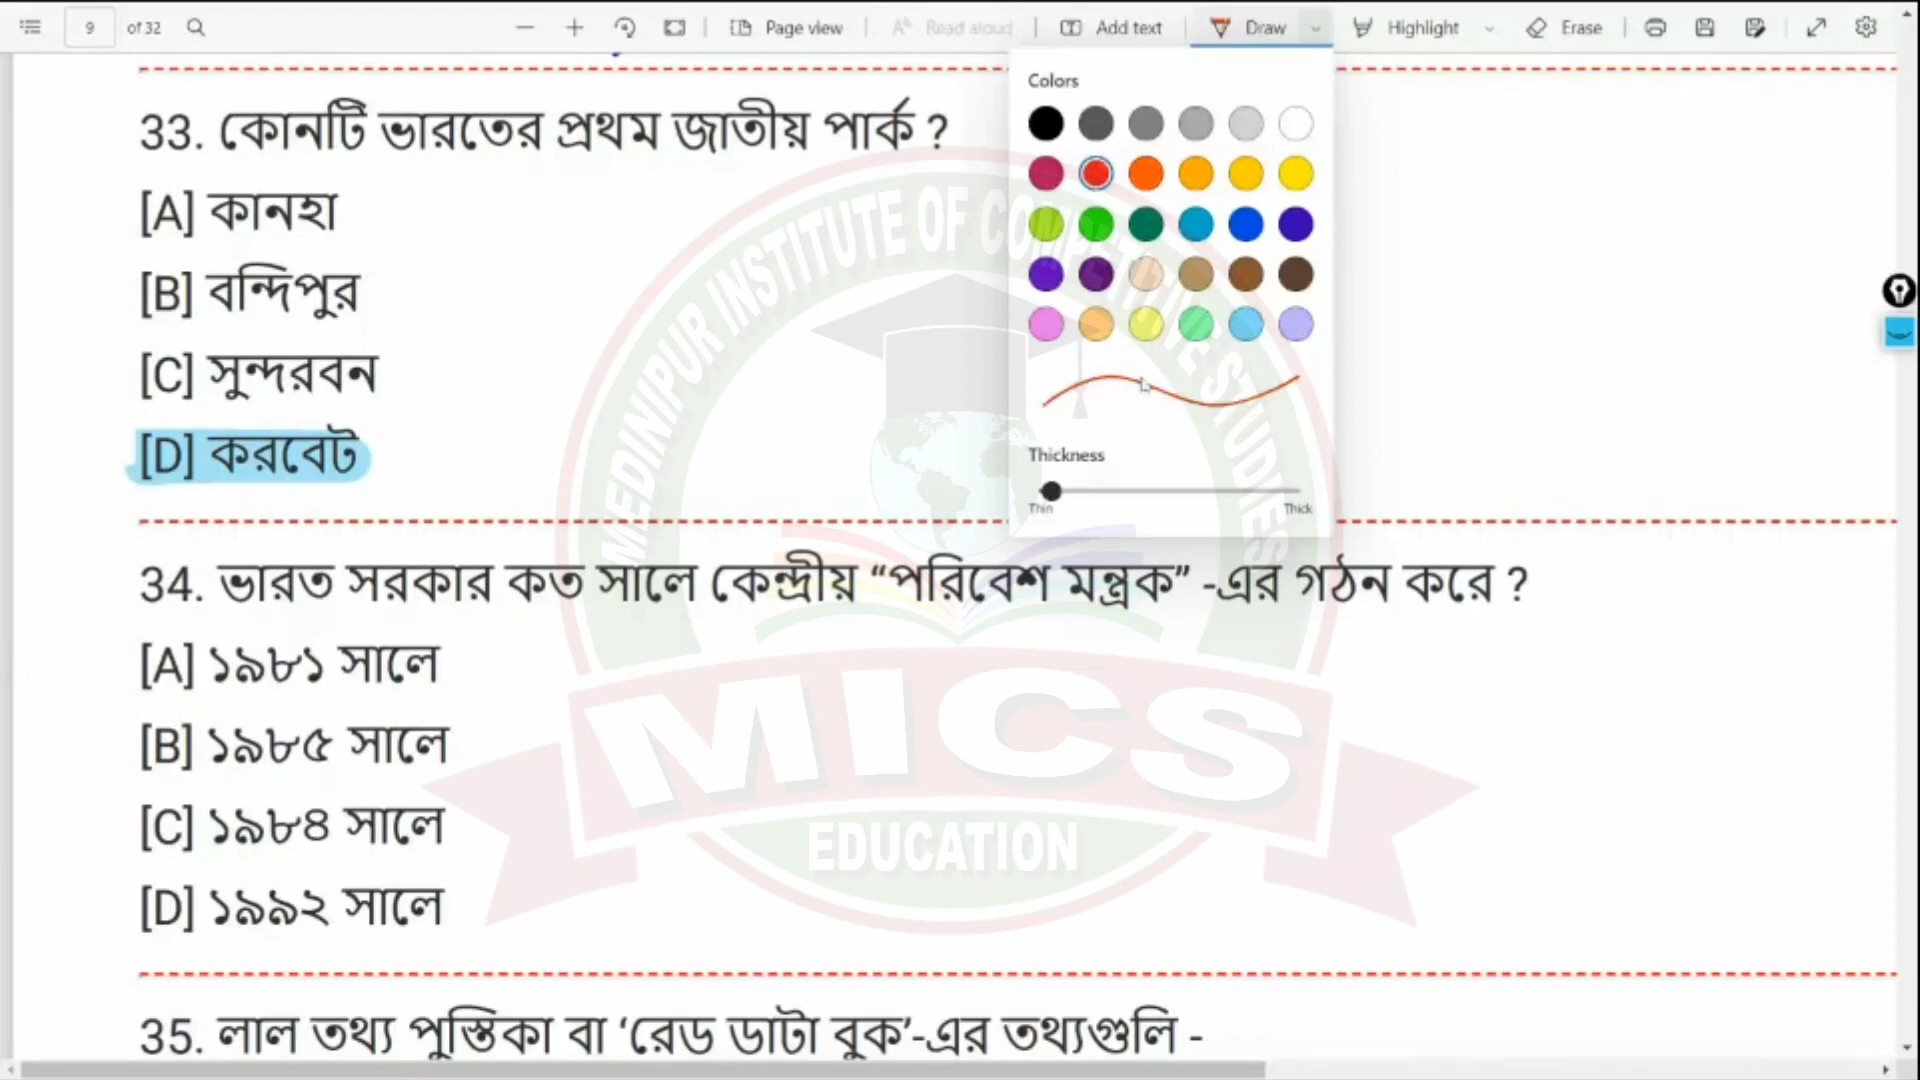 9 of 32 Page view Read aloud Add text Draw Highlight Erase
Colors
Thickness
Thin Thick
33. কোনটি ভারতের প্রথম জাতীয় পার্ক ?
[A] কানহা
[B] বন্দিপুর
[C] সুন্দরবন
[D] করবেট
34. ভারত সরকার কত সালে কেন্দ্রীয় “পরিবেশ মন্ত্রক” -এর গঠন করে ?
[A] ১৯৮১ সালে
[B] ১৯৮৫ সালে
[C] ১৯৮৪ সালে
[D] ১৯৯২ সালে
35. লাল তথ্য পুস্তিকা বা ‘রেড ডাটা বুক’-এর তথ্যগুলি -
MEDINIPUR INSTITUTE OF COMPETITIVE STUDIES
MICS
EDUCATION